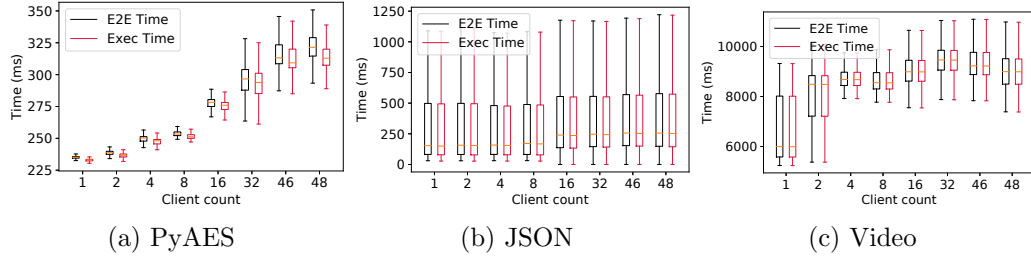 350
325
300
275
250
225
Time (ms)
E2E Time
Exec Time
1 2 4 8 16 32 46 48
Client count
(a) PyAES
1250
1000
750
500
250
0
Time (ms)
E2E Time
Exec Time
1 2 4 8 16 32 46 48
Client count
(b) JSON
10000
8000
6000
Time (ms)
E2E Time
Exec Time
1 2 4 8 16 32 46 48
Client count
(c) Video